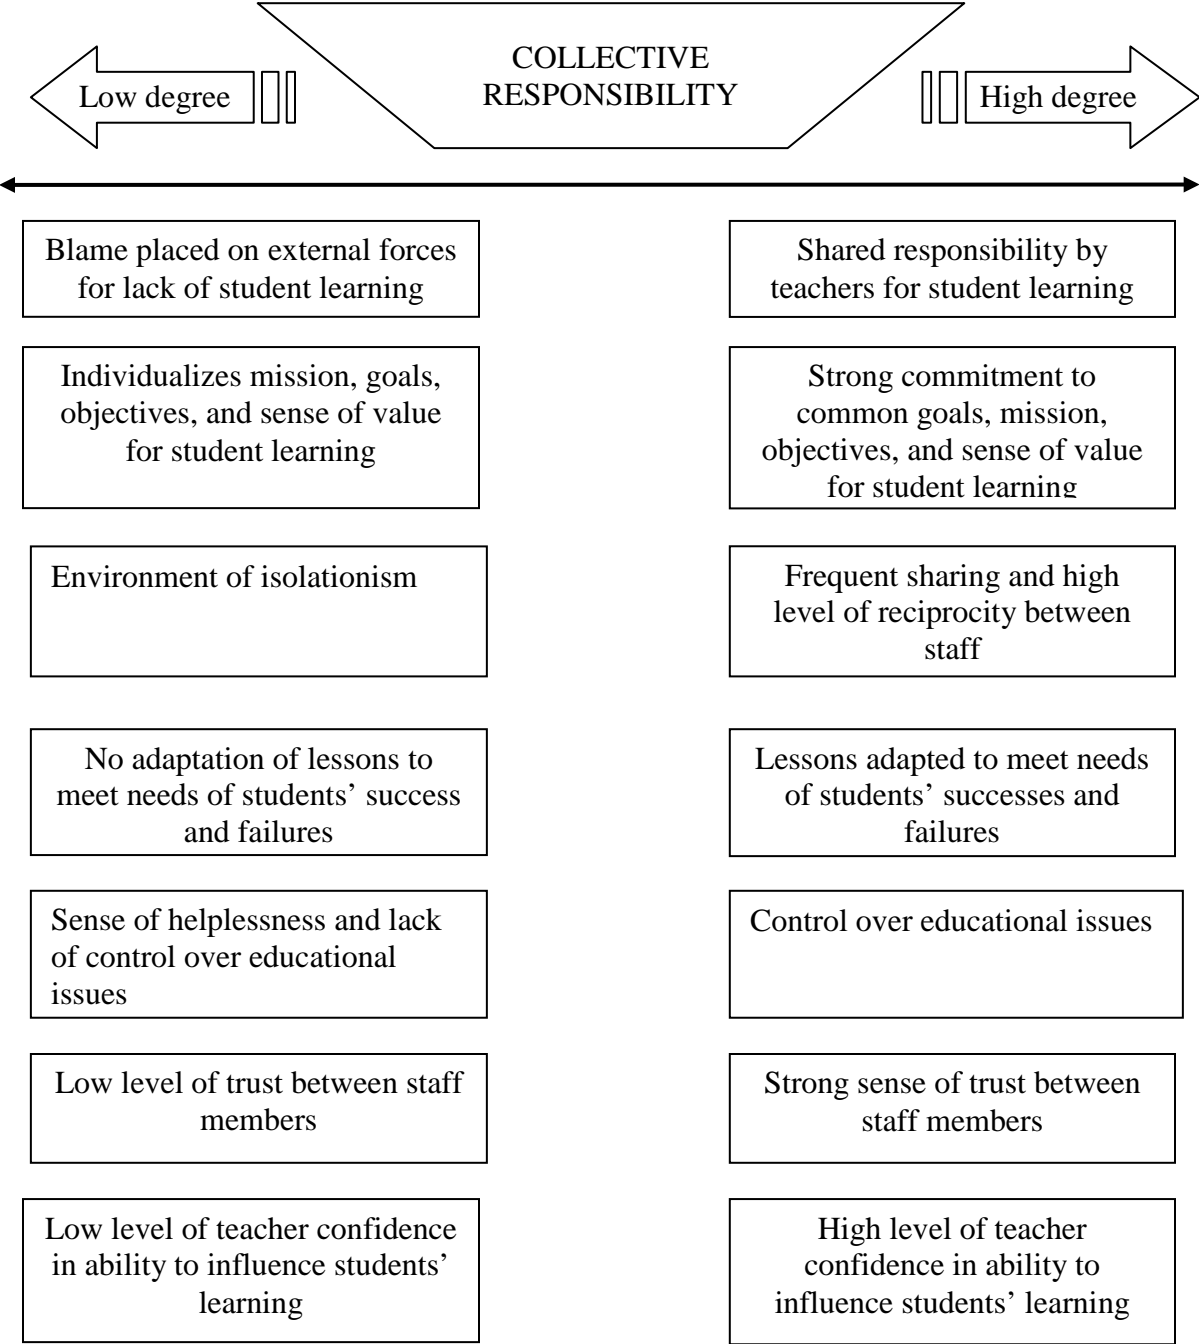 COLLECTIVE
RESPONSIBILITY
Low degree
High degree
Blame placed on external forces
for lack of student learning
Shared responsibility by
teachers for student learning
Individualizes mission, goals,
objectives, and sense of value
for student learning
Strong commitment to
common goals, mission,
objectives, and sense of value
for student learning
Environment of isolationism
Frequent sharing and high
level of reciprocity between
staff
No adaptation of lessons to
meet needs of students’ success
and failures
Lessons adapted to meet needs
of students’ successes and
failures
Sense of helplessness and lack
of control over educational
issues
Control over educational issues
Low level of trust between staff
members
Strong sense of trust between
staff members
Low level of teacher confidence
in ability to influence students’
learning
High level of teacher
confidence in ability to
influence students’ learning